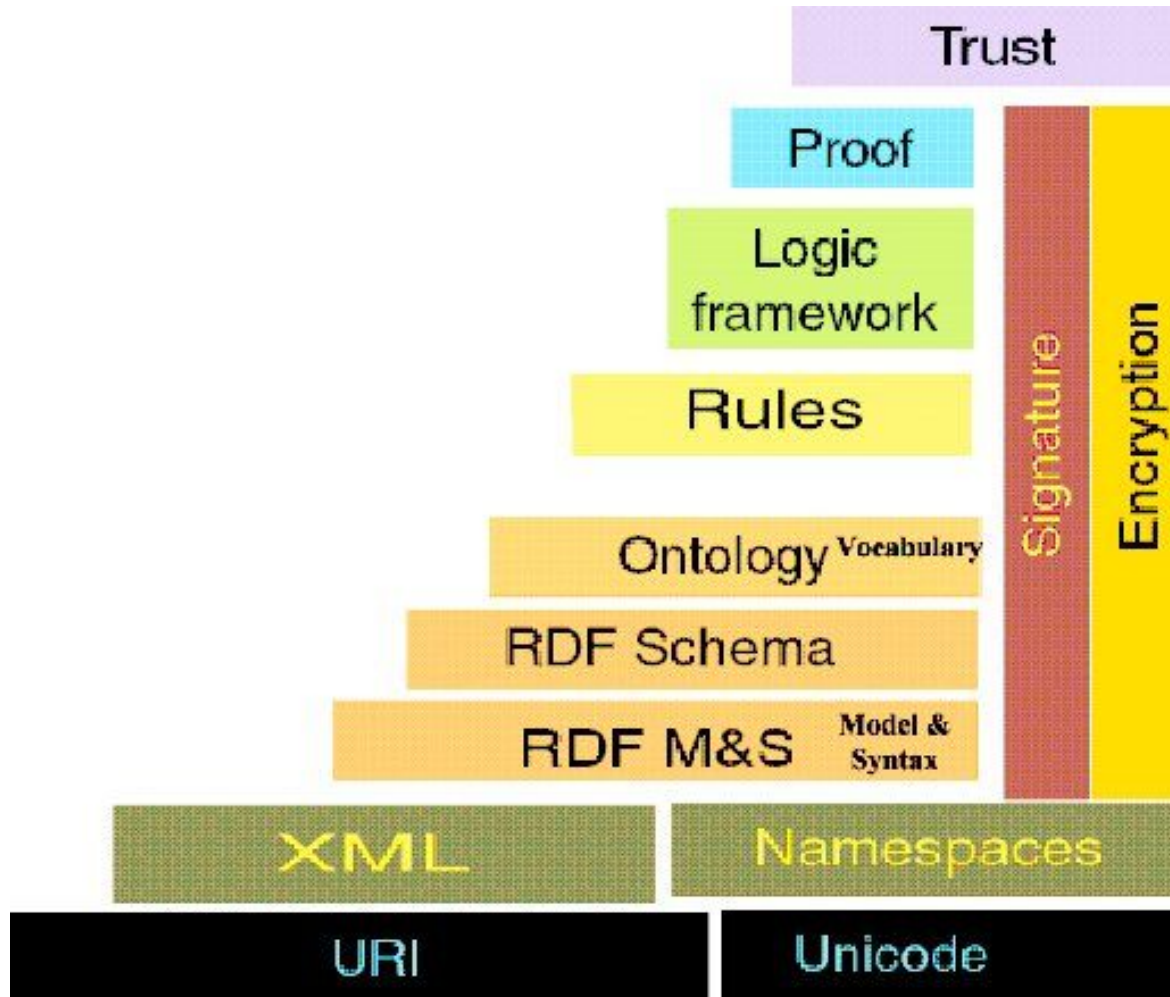 Trust
Proof
Logic
framework
Rules
Ontology Vocabulary
RDF Schema
RDF M&S Model &
Syntax
Signature
Encryption
XML
Namespaces
URI
Unicode